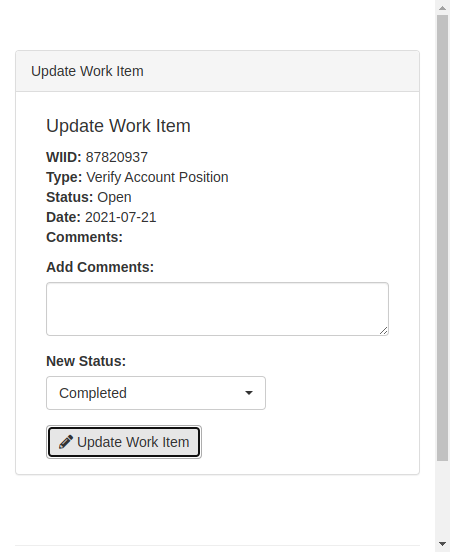 Update Work Item
Update Work Item
WIID: 87820937
Type: Verify Account Position
Status: Open
Date: 2021-07-21
Comments:
Add Comments:
New Status:
Completed
Update Work Item